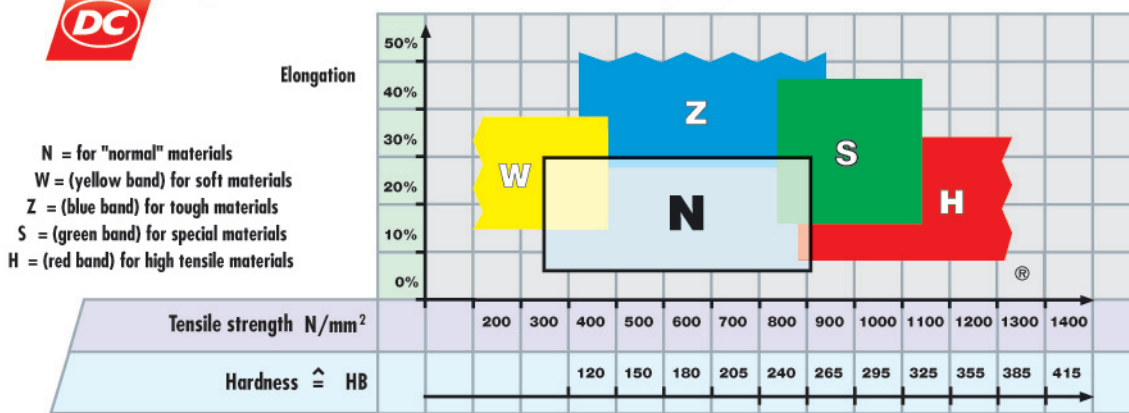 DC
50%
Elongation
40%
Z
30%
N = for "normal" materials
S
W = (yellow band) for soft materials
W
20%
Z = (blue band) for tough materials
N
H
S = (green band) for special materials
10%
H = (red band) for high tensile materials
®
0%
Tensile strength N/mm² 200 300 400 500 600 700 800 900 1000 1100 1200 1300 1400
Hardness ≙ HB 120 150 180 205 240 265 295 325 355 385 415